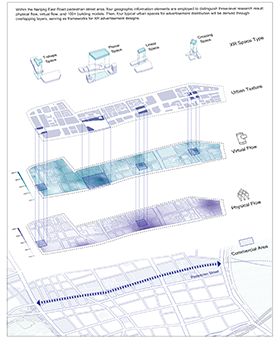 Within the Nanjing East Road pedestrian street area, four geographic information elements are employed to distinguish three-level research result:
physical flow, virtual flow, and 100+ building models. Then, four typical urban spaces for advertisement distribution will be derived through
overlapping layers, serving as frameworks for XR advertisement designs.
T-shape
Space
Planar
Space
Linear
Space
Crossing
Space
XR Space Type
Urban Texture
Virtual Flow
Physical Flow
Commercial Area
Pedestrian Street